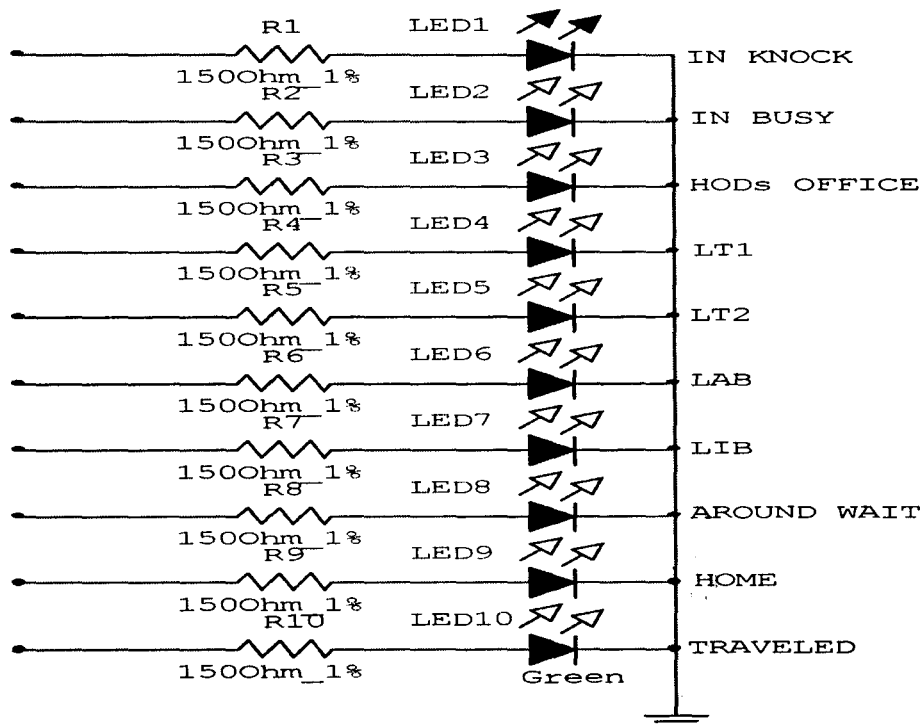 R1 LED1
IN KNOCK
150Ohm_1%
R2 LED2
IN BUSY
150Ohm_1%
R3 LED3
HODs OFFICE
150Ohm_1%
R4 LED4
LT1
150Ohm_1%
R5 LED5
LT2
150Ohm_1%
R6 LED6
LAB
150Ohm_1%
R7 LED7
LIB
150Ohm_1%
R8 LED8
AROUND WAIT
150Ohm_1%
R9 LED9
HOME
150Ohm_1%
R10 LED10
TRAVELED
150Ohm_1%
Green